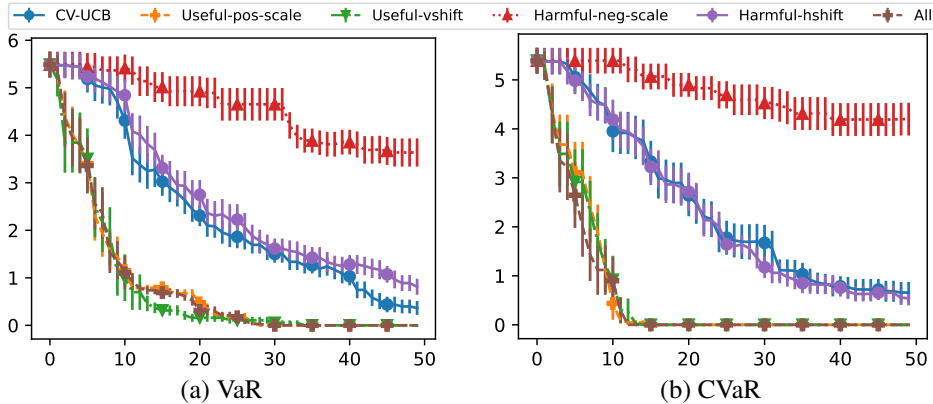 CV-UCB Useful-pos-scale Useful-vshift Harmful-neg-scale Harmful-hshift All
6
5
4
3
2
1
0
0 10 20 30 40 50
(a) VaR
5
4
3
2
1
0
0 10 20 30 40 50
(b) CVaR